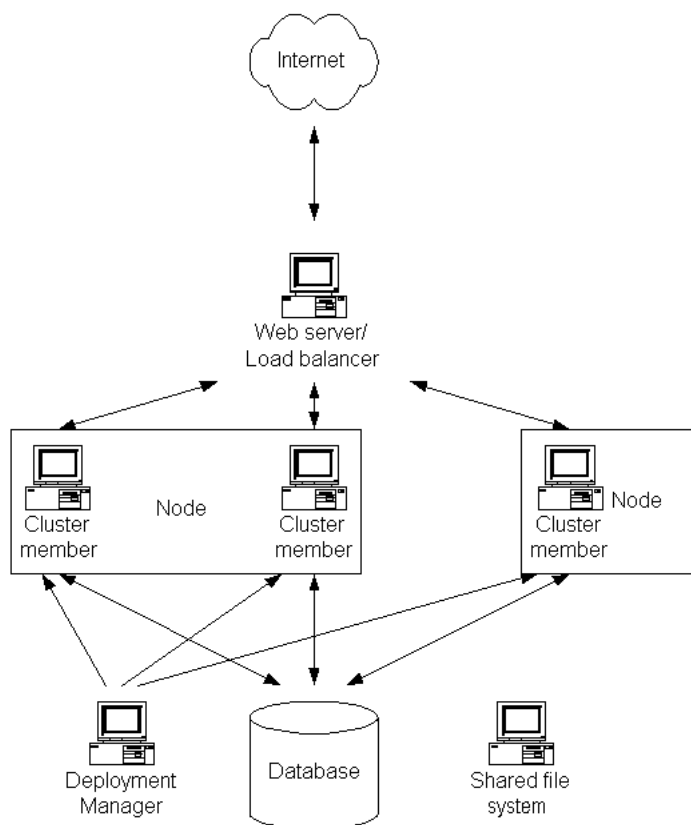 Internet
Web server/
Load balancer
Cluster
member
Node
Cluster
member
Cluster
member
Node
Deployment
Manager
Database
Shared file
system